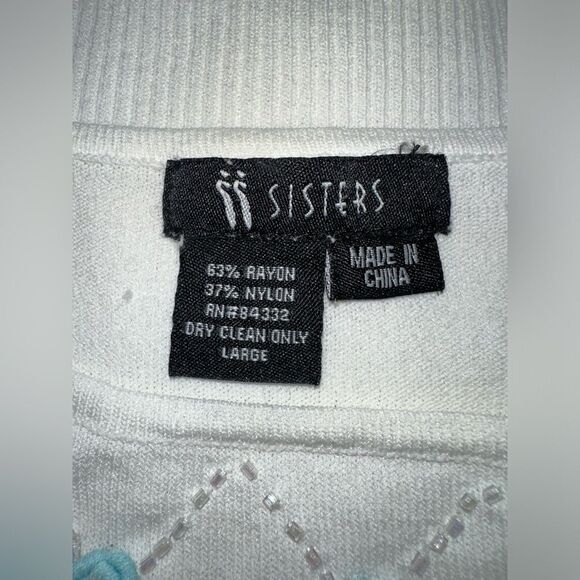 SISTERS
63% RAYON
37% NYLON
RN#84332
DRY CLEAN ONLY
LARGE
MADE IN
CHINA